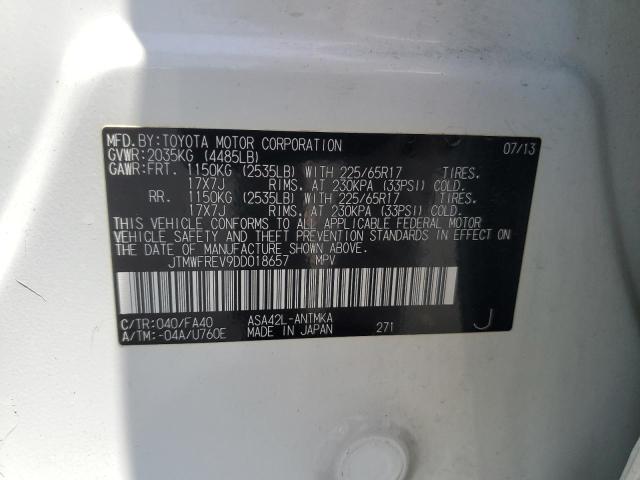 MFD.BY:TOYOTA MOTOR CORPORATION 07/13
GVWR:2035KG (4485LB)
GAWR:FRT. 1150KG (2535LB) WITH 225/65R17 TIRES.
17X7J RIMS. AT 230KPA (33PSI) COLD.
RR. 1150KG (2535LB) WITH 225/65R17 TIRES.
17X7J RIMS. AT 230KPA (33PSI) COLD.
THIS VEHICLE CONFORMS TO ALL APPLICABLE FEDERAL MOTOR
VEHICLE SAFETY AND THEFT PREVENTION STANDARDS IN EFFECT ON
THE DATE OF MANUFACTURE SHOWN ABOVE.
JTMWFREV9DD018657 MPV
C/TR:040/FA40 ASA42L-ANTMKA
A/TM:-04A/U760E MADE IN JAPAN 271 J